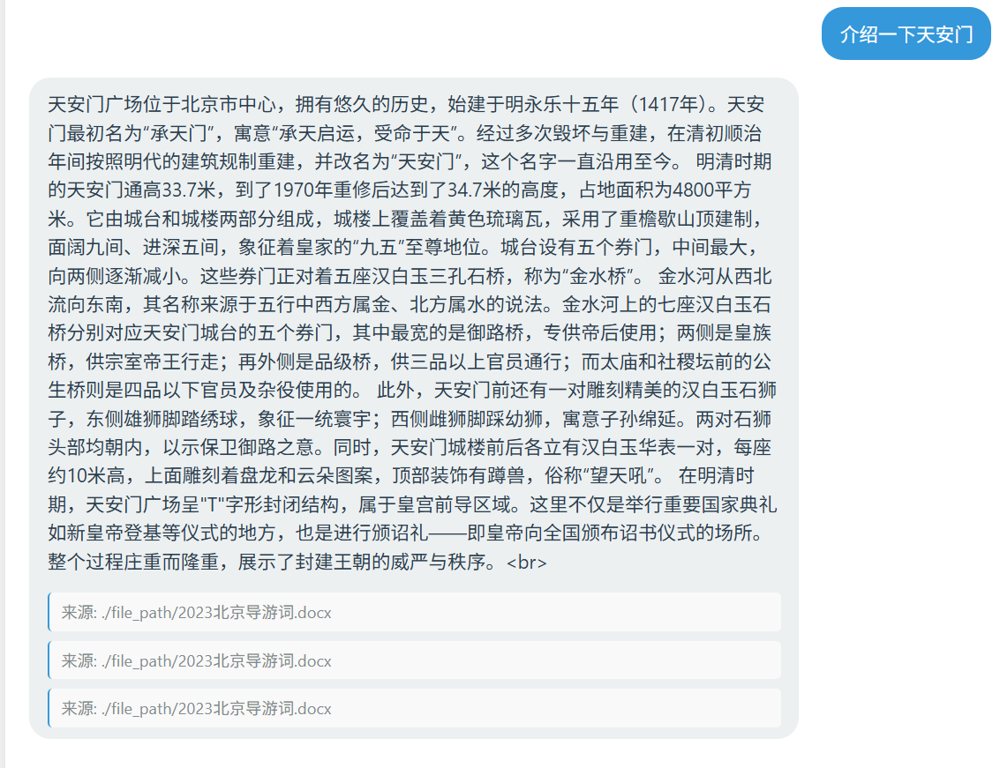 介绍一下天安门
天安门广场位于北京市中心，拥有悠久的历史，始建于明永乐十五年（1417年）。天安
门最初名为“承天门”，寓意“承天启运，受命于天”。经过多次毁坏与重建，在清初顺治
年间按照明代的建筑规制重建，并改名为“天安门”，这个名字一直沿用至今。 明清时期
的天安门通高33.7米，到了1970年重修后达到了34.7米的高度，占地面积为4800平方
米。它由城台和城楼两部分组成，城楼上覆盖着黄色琉璃瓦，采用了重檐歇山顶建制，
面阔九间、进深五间，象征着皇家的“九五”至尊地位。城台设有五个券门，中间最大，
向两侧逐渐减小。这些券门正对着五座汉白玉三孔石桥，称为“金水桥”。 金水河从西北
流向东南，其名称来源于五行中西方属金、北方属水的说法。金水河上的七座汉白玉石
桥分别对应天安门城台的五个券门，其中最宽的是御路桥，专供帝后使用；两侧是皇族
桥，供宗室帝王行走；再外侧是品级桥，供三品以上官员通行；而太庙和社稷坛前的公
生桥则是四品以下官员及杂役使用的。 此外，天安门前还有一对雕刻精美的汉白玉石狮
子，东侧雄狮脚踏绣球，象征一统寰宇；西侧雌狮脚踩幼狮，寓意子孙绵延。两对石狮
头部均朝内，以示保卫御路之意。同时，天安门城楼前后各立有汉白玉华表一对，每座
约10米高，上面雕刻着盘龙和云朵图案，顶部装饰有蹲兽，俗称“望天吼”。 在明清时
期，天安门广场呈"T"字形封闭结构，属于皇宫前导区域。这里不仅是举行重要国家典礼
如新皇帝登基等仪式的地方，也是进行颁诏礼——即皇帝向全国颁布诏书仪式的场所。
整个过程庄重而隆重，展示了封建王朝的威严与秩序。<br>
来源: ./file_path/2023北京导游词.docx
来源: ./file_path/2023北京导游词.docx
来源: ./file_path/2023北京导游词.docx